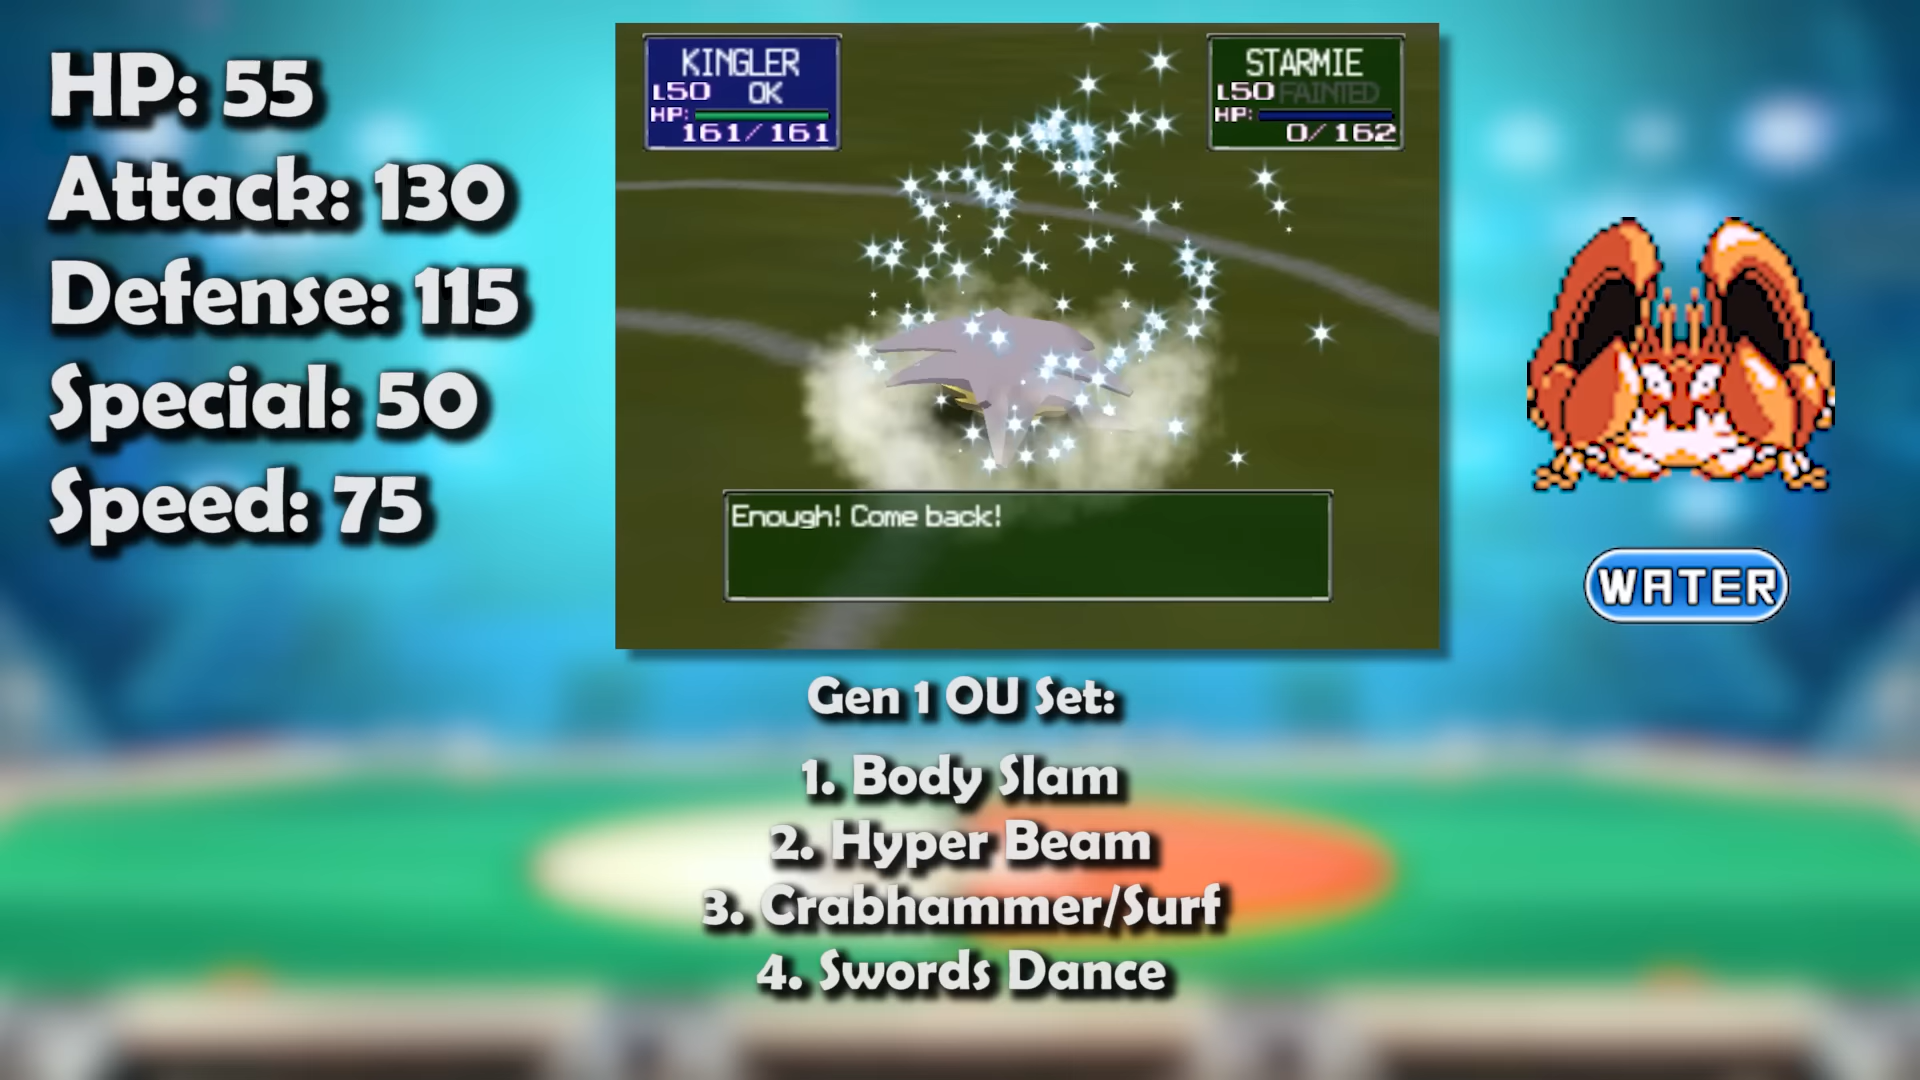 HP: 55
Attack: 130
Defense: 115
Special: 50
Speed: 75
KINGLER
L50 OK
HP:
161/161
STARMIE
L50 FAINTED
HP:
0/162
Enough! Come back!
WATER
Gen 1 OU Set:
1. Body Slam
2. Hyper Beam
3. Crabhammer/Surf
4. Swords Dance